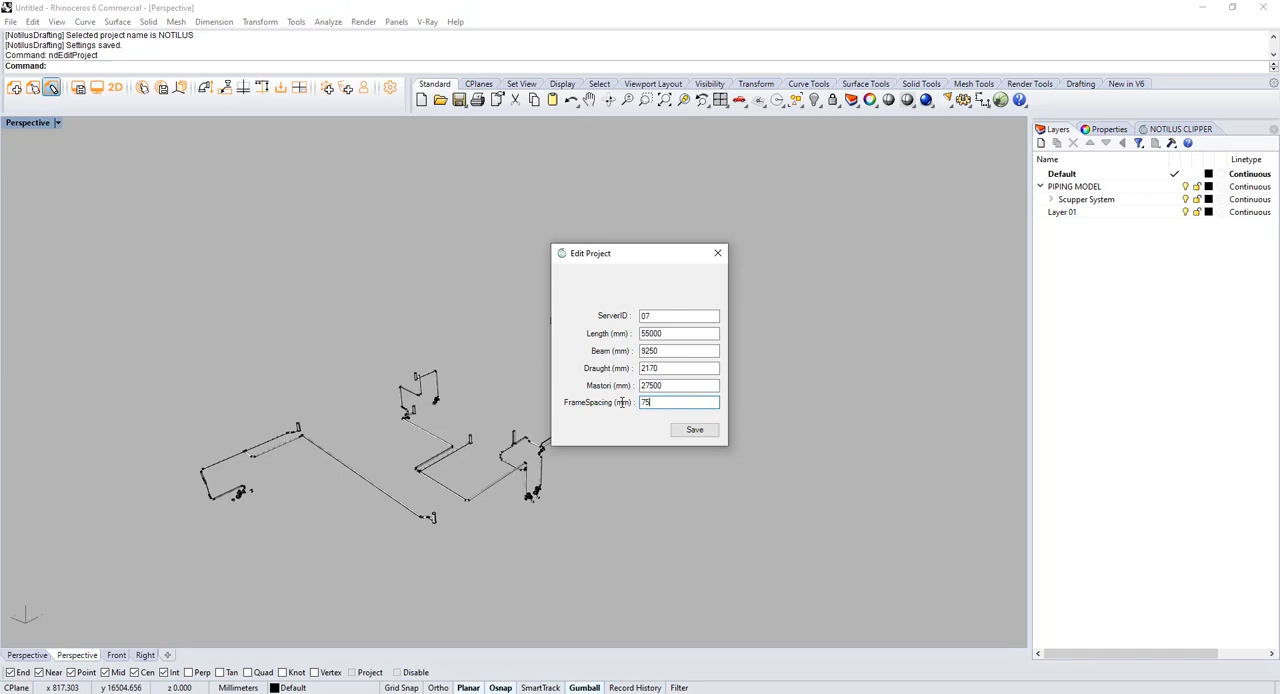 Untitled - Rhinoceros 6 Commercial - [Perspective]
File Edit View Curve Surface Solid Mesh Dimension Transform Tools Analyze Render Panels V-Ray Help
[NotilusDrafting] Selected project name is NOTILUS
[NotilusDrafting] Settings saved.
Command: ndEditProject
Command:
Standard CPlanes Set View Display Select Viewport Layout Visibility Transform Curve Tools Surface Tools Solid Tools Mesh Tools Render Tools Drafting New in V6
2D
Perspective
Layers Properties NOTILUS CLIPPER
Name Linetype
Default Continuous
PIPING MODEL Continuous
Scupper System Continuous
Layer 01 Continuous
Edit Project
ServerID : 07
Length (mm) : 55000
Beam (mm) : 9250
Draught (mm) : 2170
Mastori (mm) : 27500
FrameSpacing (mm) : 75
Save
Perspective Perspective Front Right
End Near Point Mid Cen Int Perp Tan Quad Knot Vertex Project Disable
CPlane x 817.303 y 16504.656 z 0.000 Millimeters Default Grid Snap Ortho Planar Osnap SmartTrack Gumball Record History Filter